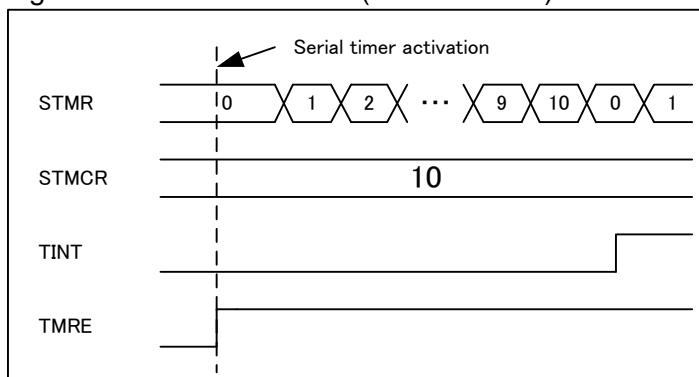 Serial timer activation
STMR 0 1 2 ··· 9 10 0 1
STMCR 10
TINT
TMRE